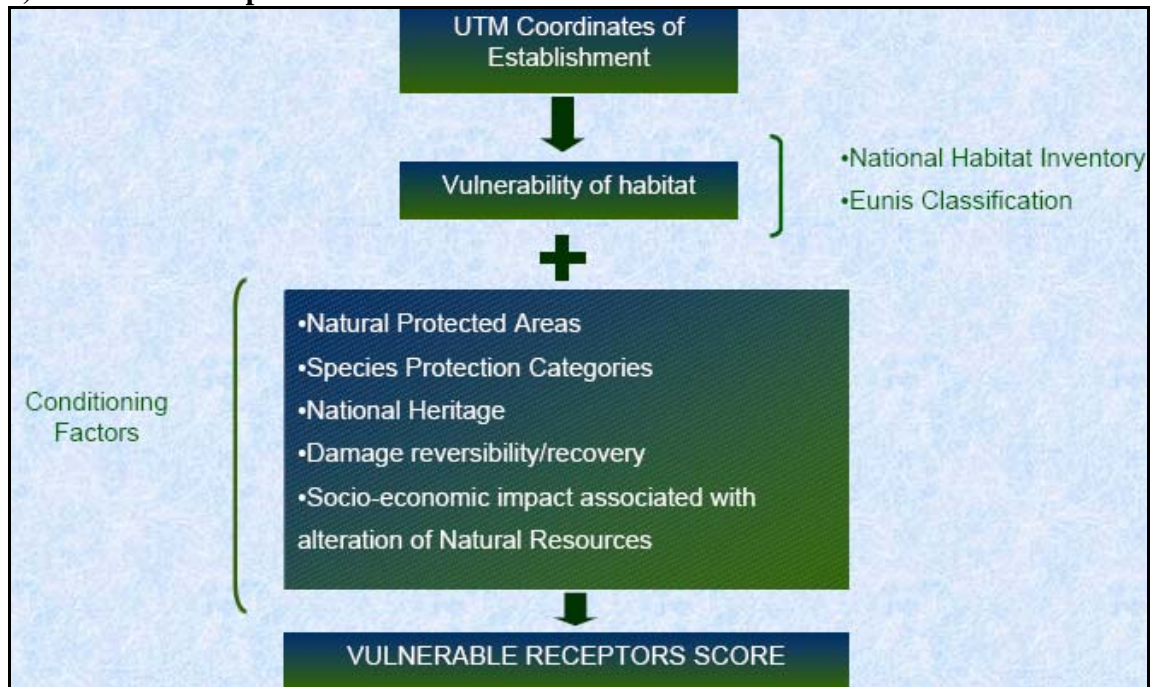 UTM Coordinates of
Establishment
Vulnerability of habitat
•National Habitat Inventory
•Eunis Classification
Conditioning
Factors
•Natural Protected Areas
•Species Protection Categories
•National Heritage
•Damage reversibility/recovery
•Socio-economic impact associated with
alteration of Natural Resources
VULNERABLE RECEPTORS SCORE